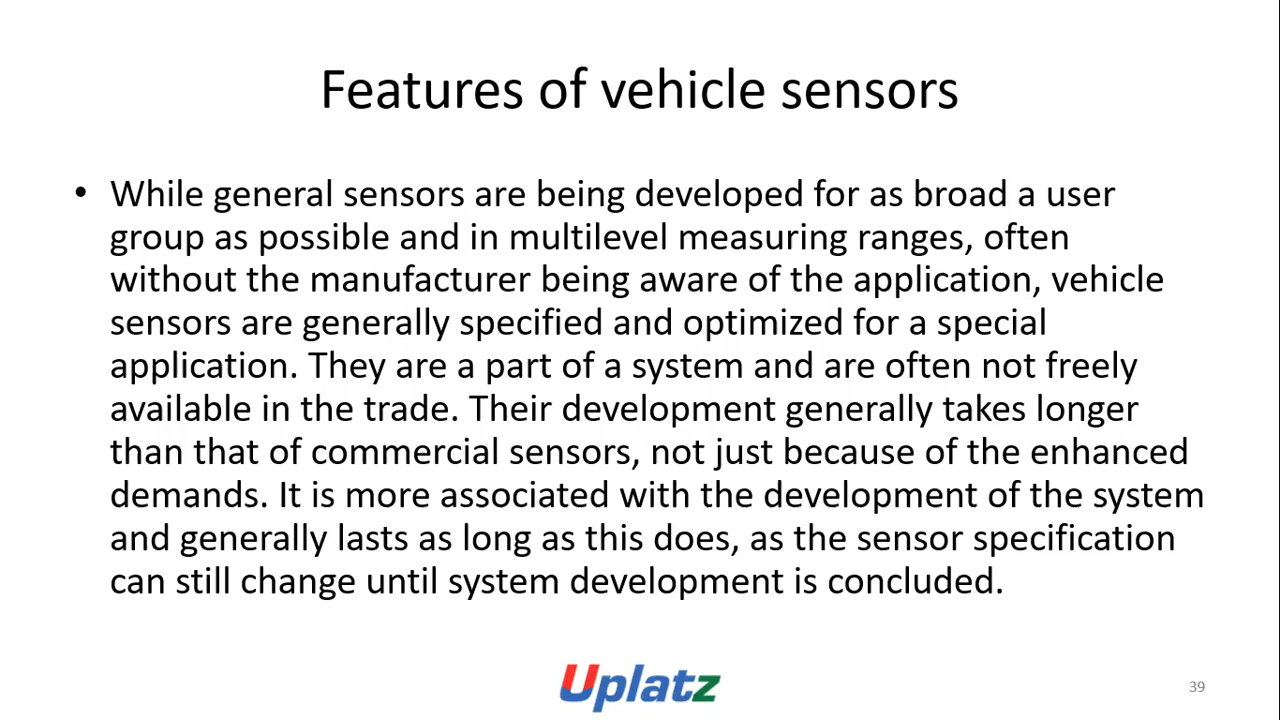 Features of vehicle sensors
• While general sensors are being developed for as broad a user
group as possible and in multilevel measuring ranges, often
without the manufacturer being aware of the application, vehicle
sensors are generally specified and optimized for a special
application. They are a part of a system and are often not freely
available in the trade. Their development generally takes longer
than that of commercial sensors, not just because of the enhanced
demands. It is more associated with the development of the system
and generally lasts as long as this does, as the sensor specification
can still change until system development is concluded.
Uplatz
39